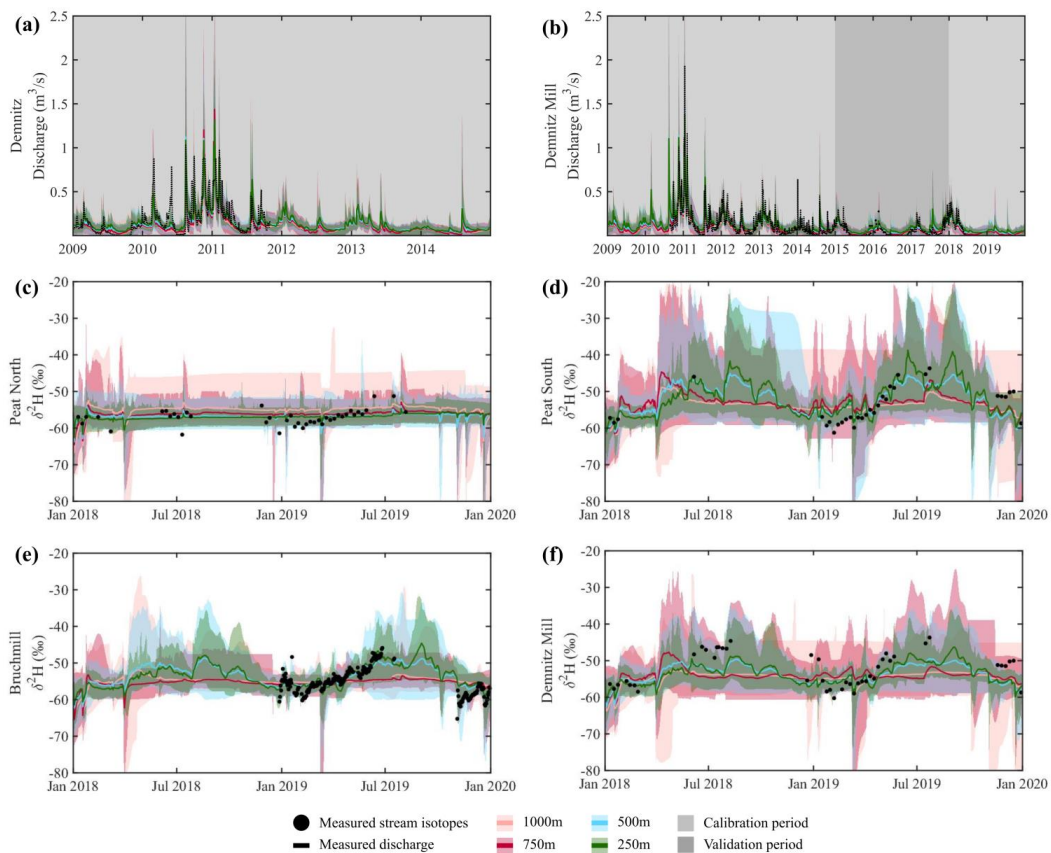 (a)
Demnitz
Discharge (m³/s)
2.5
2
1.5
1
0.5
2009 2010 2011 2012 2013 2014
(b)
Demnitz Mill
Discharge (m³/s)
2.5
2
1.5
1
0.5
2009 2010 2011 2012 2013 2014 2015 2016 2017 2018 2019
(c)
Peat North
δ²H (‰)
-20
-30
-40
-50
-60
-70
-80
Jan 2018 Jul 2018 Jan 2019 Jul 2019 Jan 2020
(d)
Peat South
δ²H (‰)
-20
-30
-40
-50
-60
-70
-80
Jan 2018 Jul 2018 Jan 2019 Jul 2019 Jan 2020
(e)
Bruchmill
δ²H (‰)
-20
-30
-40
-50
-60
-70
-80
Jan 2018 Jul 2018 Jan 2019 Jul 2019 Jan 2020
(f)
Demnitz Mill
δ²H (‰)
-20
-30
-40
-50
-60
-70
-80
Jan 2018 Jul 2018 Jan 2019 Jul 2019 Jan 2020
Measured stream isotopes 1000m 500m Calibration period
Measured discharge 750m 250m Validation period